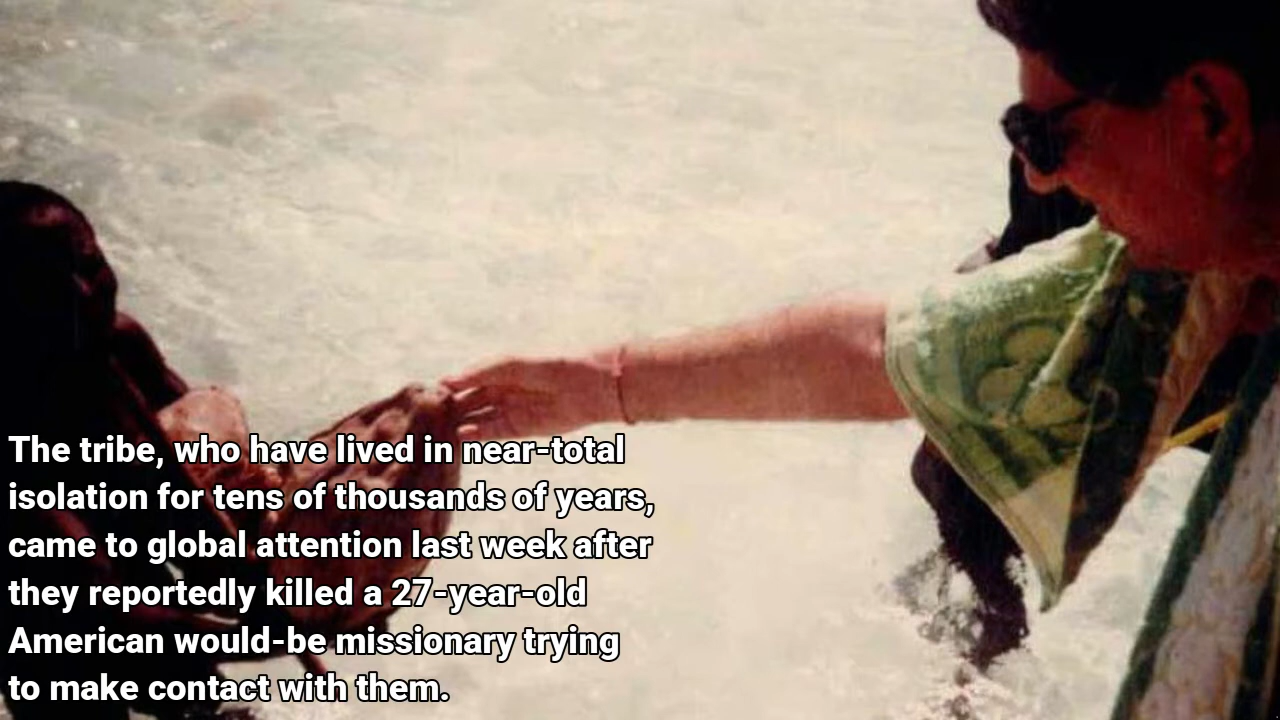 The tribe, who have lived in near-total
isolation for tens of thousands of years,
came to global attention last week after
they reportedly killed a 27-year-old
American would-be missionary trying
to make contact with them.